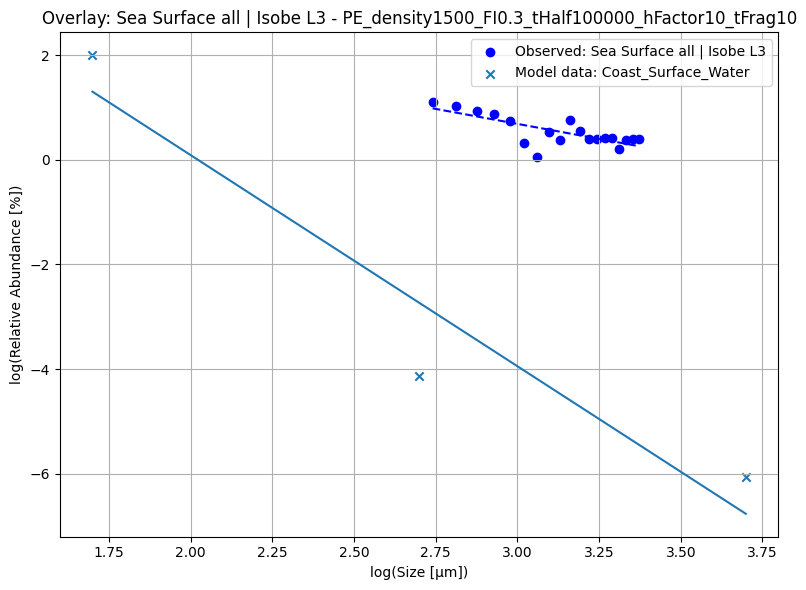 Overlay: Sea Surface all | Isobe L3 - PE_density1500_FI0.3_tHalf100000_hFactor10_tFrag10
Observed: Sea Surface all | Isobe L3
Model data: Coast_Surface_Water
log(Relative Abundance [%])
2
0
−2
−4
−6
1.75 2.00 2.25 2.50 2.75 3.00 3.25 3.50 3.75
log(Size [μm])